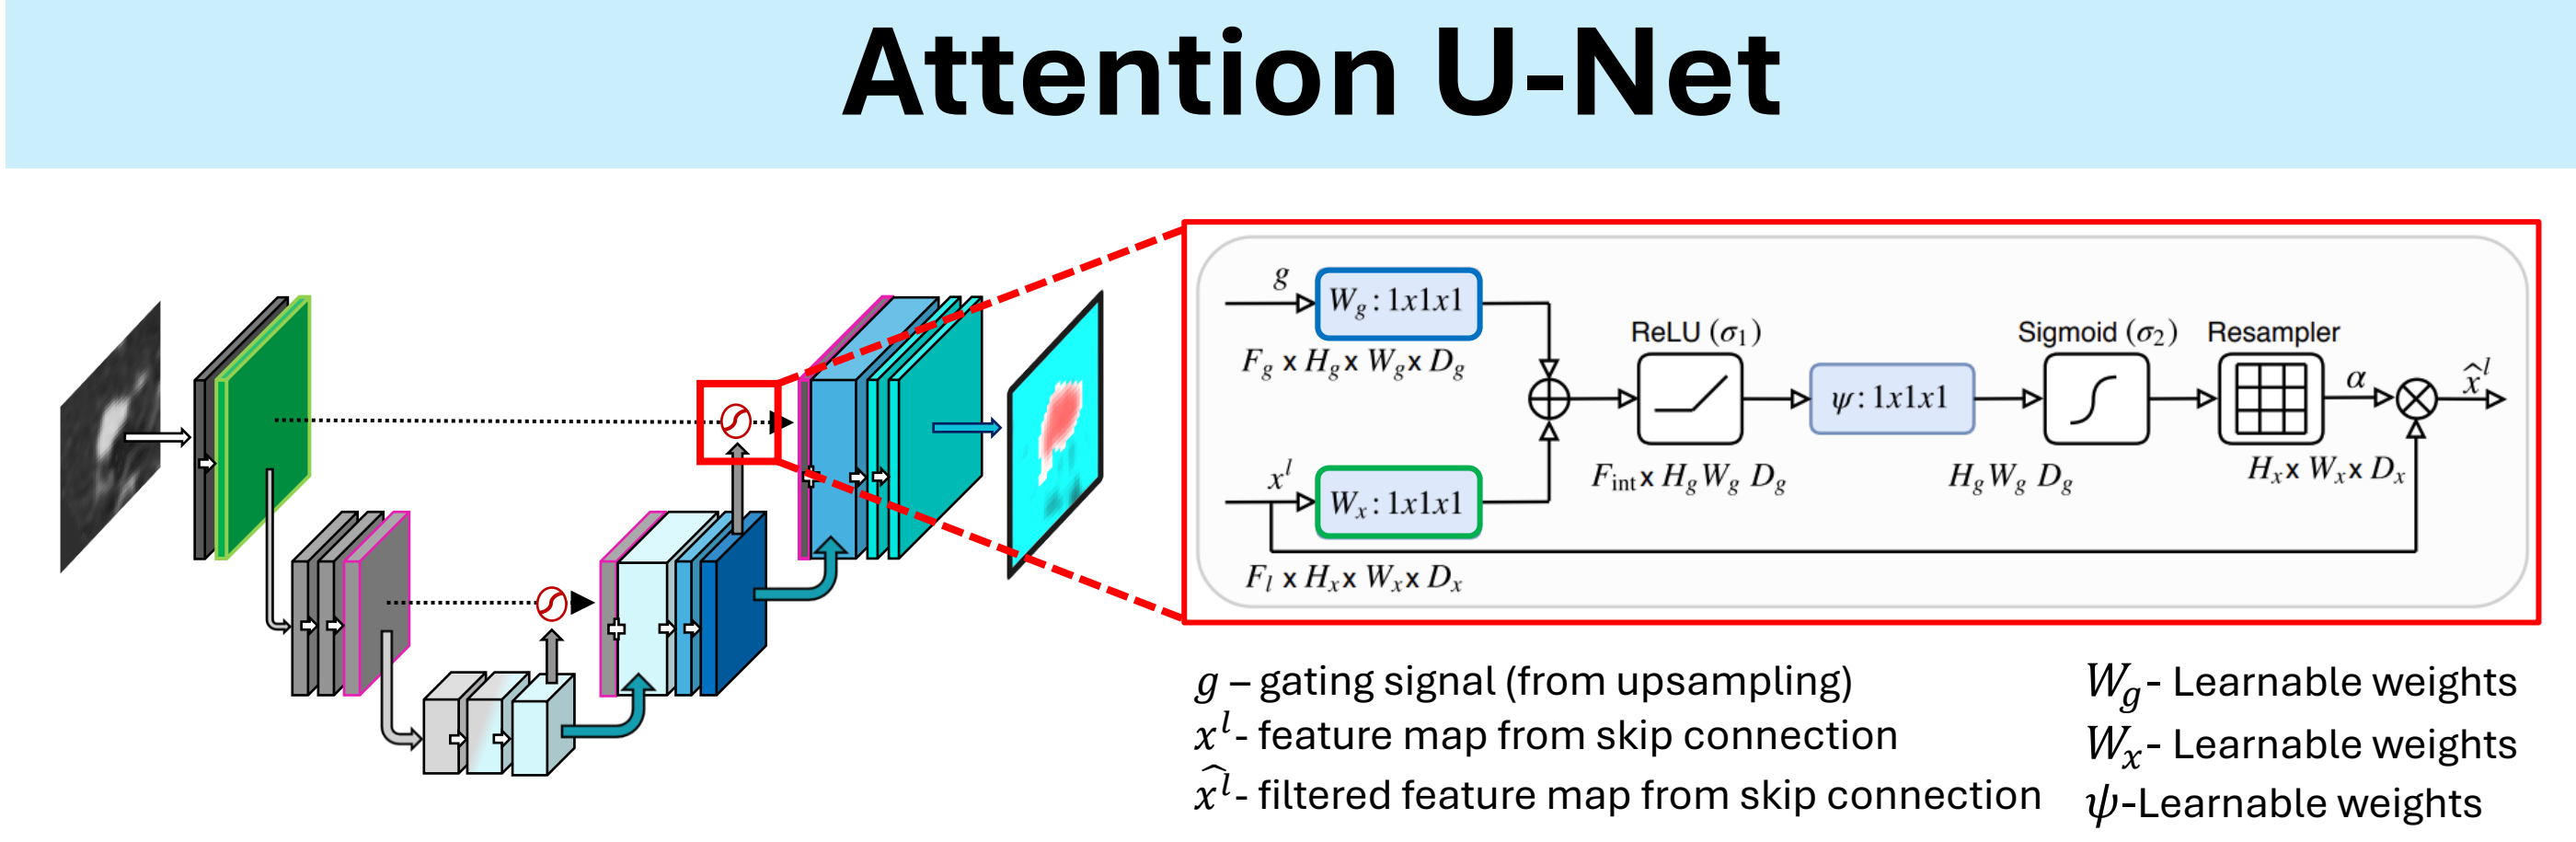 Attention U-Net
g
W_g : 1x1x1
F_g x H_g x W_g x D_g
ReLU (σ_1)
Sigmoid (σ_2)
Resampler
ψ : 1x1x1
α
x̂^l
F_int x H_g W_g D_g
H_g W_g D_g
H_x x W_x x D_x
x^l
W_x : 1x1x1
F_l x H_x x W_x x D_x
g – gating signal (from upsampling)
x^l - feature map from skip connection
x̂^l - filtered feature map from skip connection
W_g - Learnable weights
W_x - Learnable weights
ψ -Learnable weights